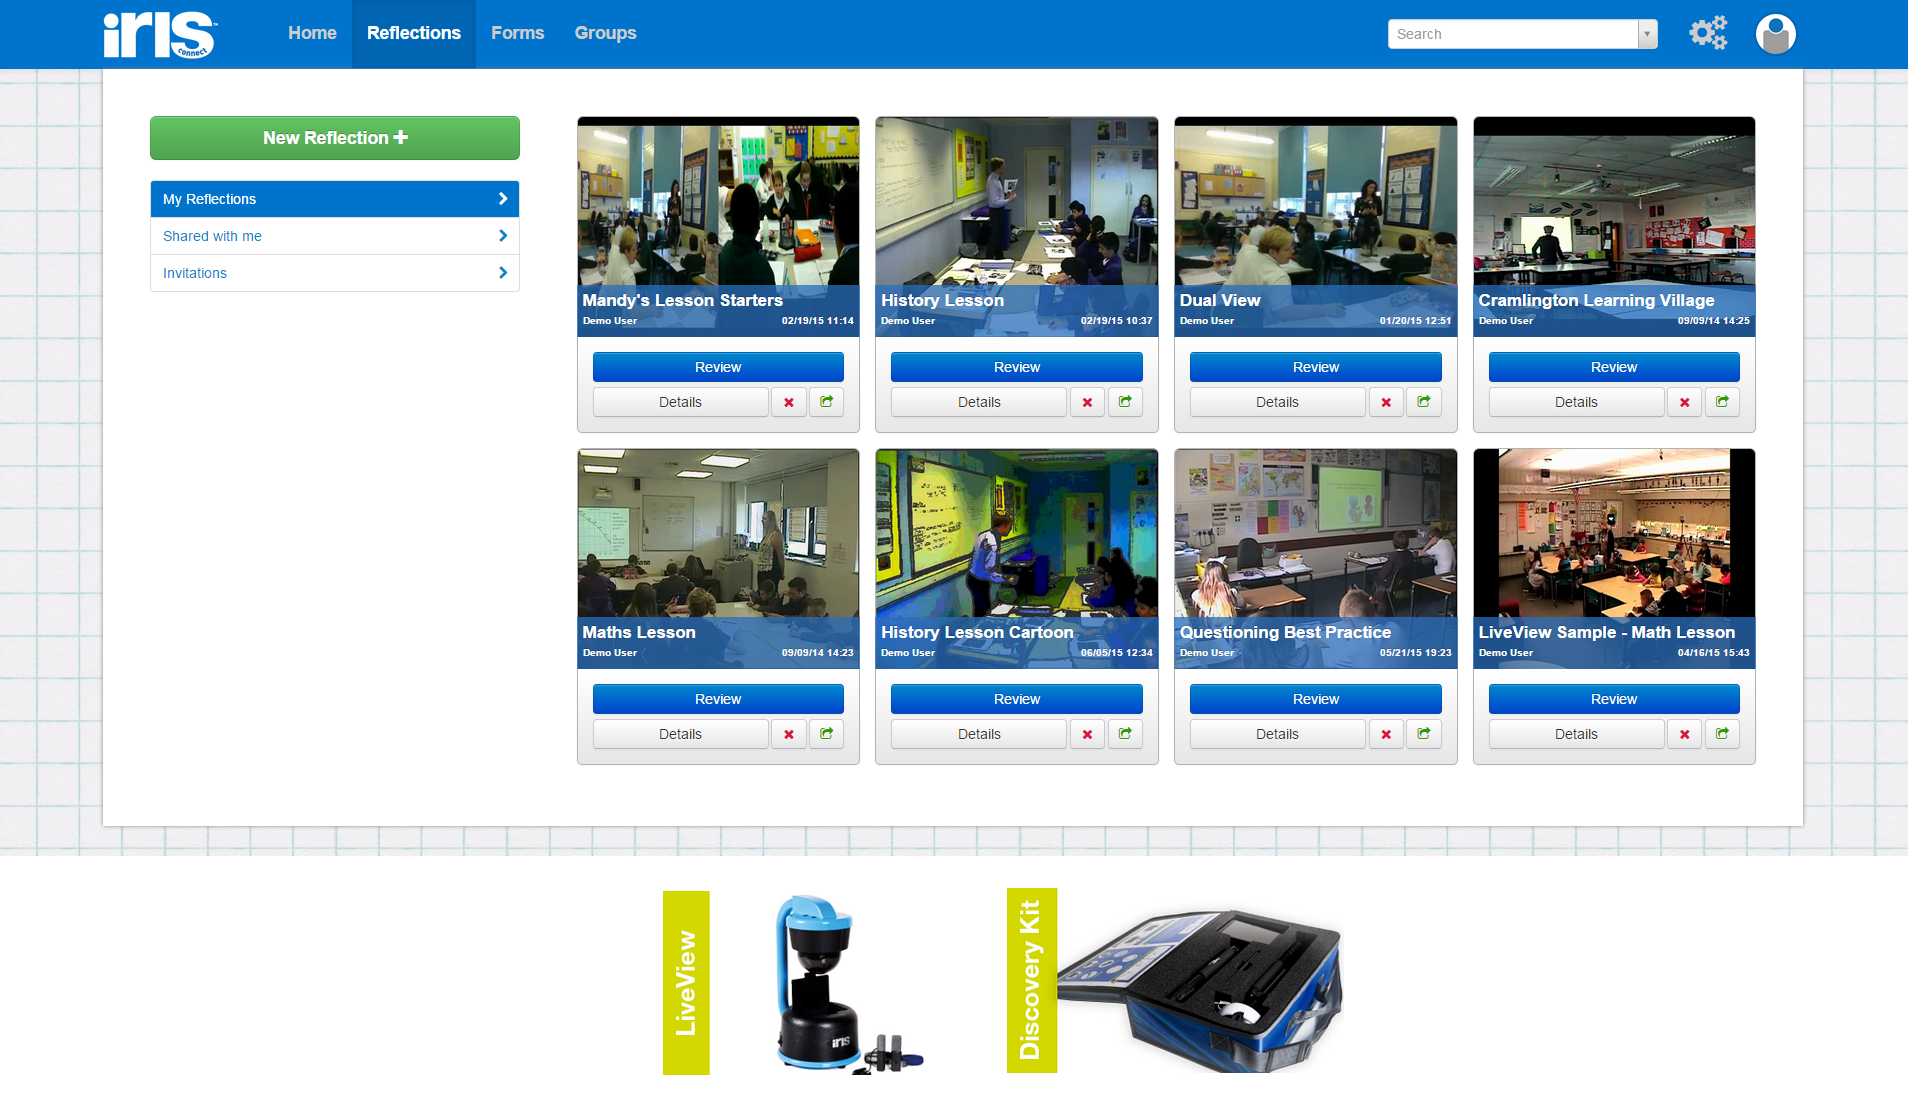 iris connect
Home
Reflections
Forms
Groups
Search
New Reflection
My Reflections
Shared with me
Invitations
Mandy's Lesson Starters
Demo User 02/19/15 11:14
Review
Details
History Lesson
Demo User 02/19/15 10:37
Review
Details
Dual View
Demo User 01/20/15 12:51
Review
Details
Cramlington Learning Village
Demo User 09/09/14 14:25
Review
Details
Maths Lesson
Demo User 09/09/14 14:23
Review
Details
History Lesson Cartoon
Demo User 06/05/15 12:34
Review
Details
Questioning Best Practice
Demo User 05/21/15 19:23
Review
Details
LiveView Sample - Math Lesson
Demo User 04/16/15 15:43
Review
Details
LiveView
iris
Discovery Kit